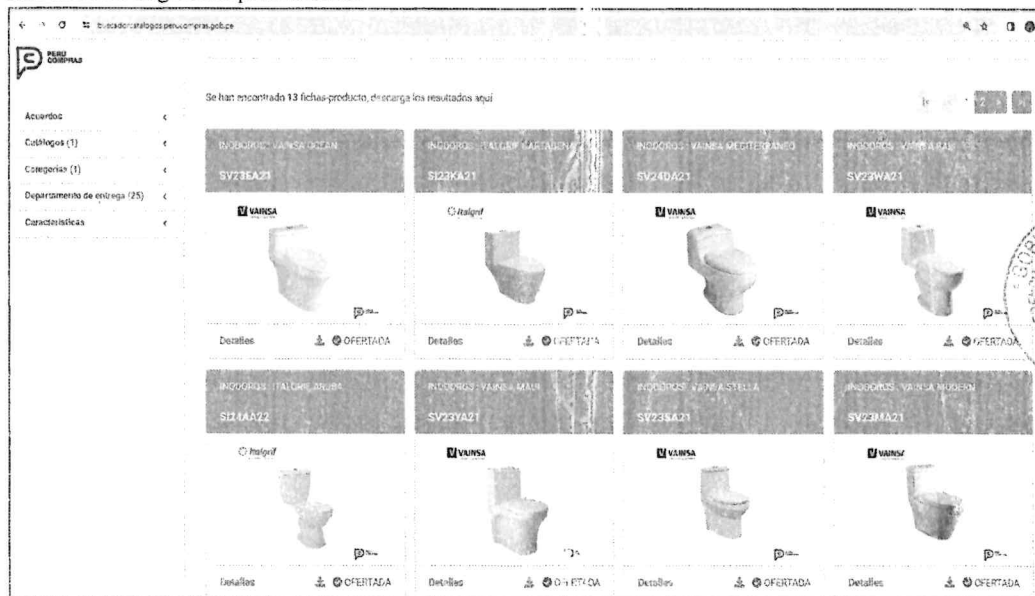 buscadorcatalogos.perucompras.gob.pe
PERÚ
COMPRAS
Se han encontrado 13 fichas-producto, descarga los resultados aquí
Acuerdos
Catálogos (1)
Categorías (1)
Departamento de entrega (25)
Características
INODOROS : VAINSA OCEAN
SV23EA21
INODOROS : ITALGRIF CARTAGENA
SI23KA21
INODOROS : VAINSA MEDITERRANEO
SV24DA21
INODOROS : VAINSA
SV23WA21
VAINSA
Italgrif
VAINSA
VAINSA
Detalles
OFERTADA
Detalles
OFERTADA
Detalles
OFERTADA
Detalles
OFERTADA
INODOROS : ITALGRIF ARUBA
SI24AA22
INODOROS : VAINSA MAUI
SV23YA21
INODOROS : VAINSA STELLA
SV23SA21
INODOROS : VAINSA MODERN
SV23MA21
Italgrif
VAINSA
VAINSA
VAINSA
Detalles
OFERTADA
Detalles
OFERTADA
Detalles
OFERTADA
Detalles
OFERTADA